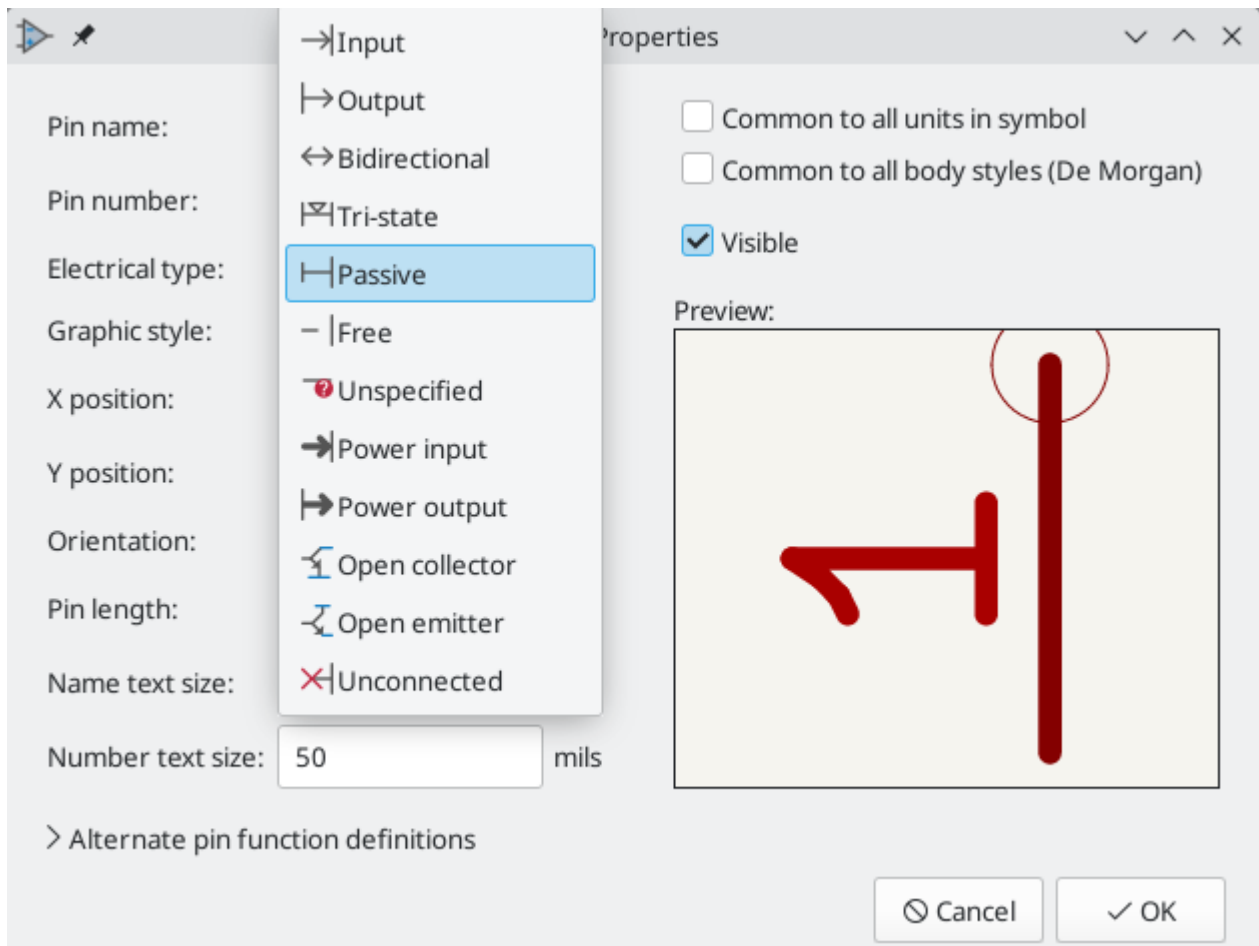 Properties
Input
Output
Bidirectional
Tri-state
Passive
Free
Unspecified
Power input
Power output
Open collector
Open emitter
Unconnected
Pin name:
Pin number:
Electrical type:
Graphic style:
X position:
Y position:
Orientation:
Pin length:
Name text size:
Number text size: 50 mils
Alternate pin function definitions
Common to all units in symbol
Common to all body styles (De Morgan)
Visible
Preview:
1
Cancel
OK